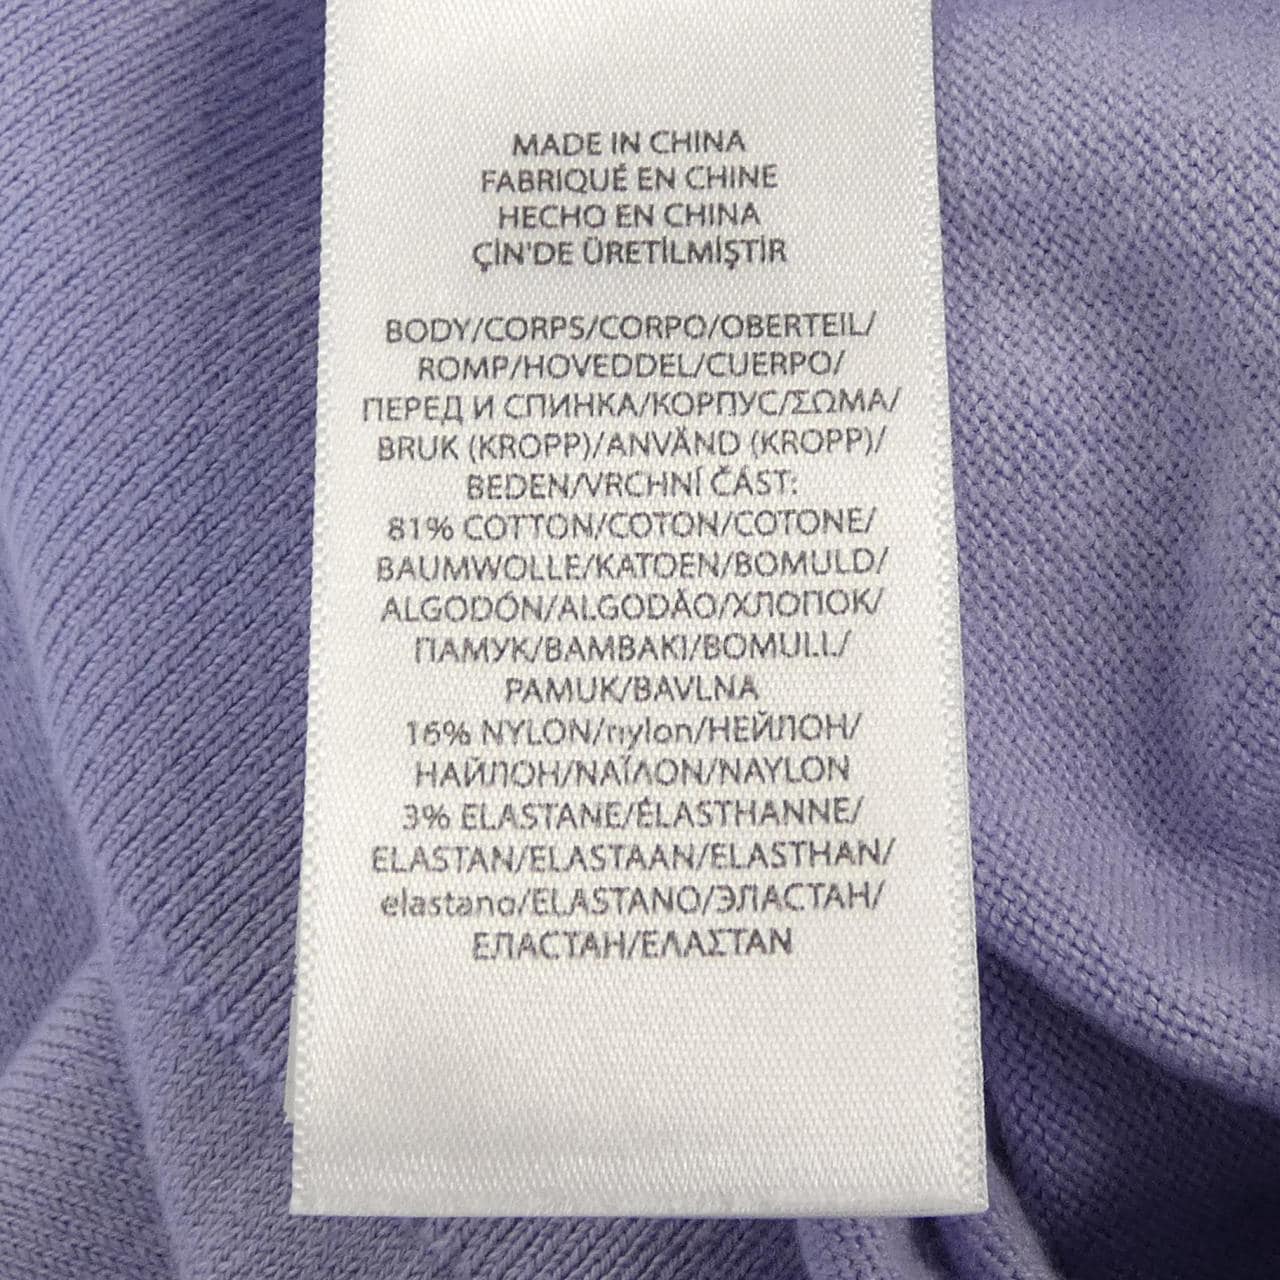 MADE IN CHINA
FABRIQUÉ EN CHINE
HECHO EN CHINA
ÇİN'DE ÜRETİLMİŞTİR
BODY/CORPS/CORPO/OBERTEIL/
ROMP/HOVEDDEL/CUERPO/
ПЕРЕД И СПИНКА/КОРПУС/ΣΩΜΑ/
BRUK (KROPP)/ANVÄND (KROPP)/
BEDEN/VRCHNÍ ČÁST:
81% COTTON/COTON/COTONE/
BAUMWOLLE/KATOEN/BOMULD/
ALGODÓN/ALGODÃO/ХЛОПОК/
ПАМУК/ΒΑΜΒΑΚΙ/BOMULL/
PAMUK/BAVLNA
16% NYLON/nylon/НЕЙЛОН/
НАЙЛОН/ΝΑΪΛΟΝ/NAYLON
3% ELASTANE/ÉLASTHANNE/
ELASTAN/ELASTAAN/ELASTHAN/
elastano/ELASTANO/ЭЛАСТАН/
ЕЛАСТАН/ΕΛΑΣΤΑΝ